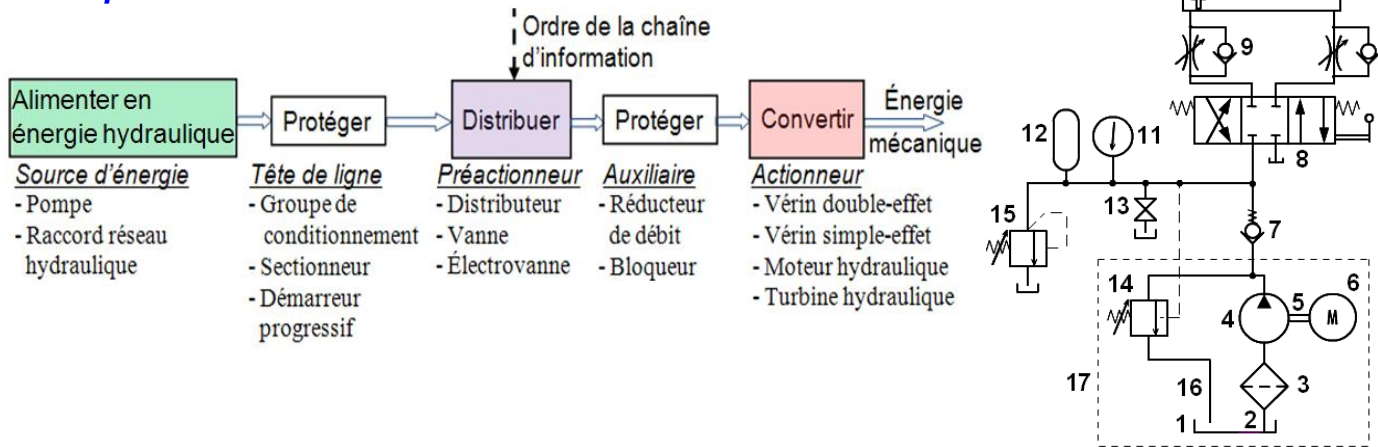 Ordre de la chaîne
d'information
Alimenter en
énergie hydraulique
Protéger
Distribuer
Protéger
Convertir
Énergie
mécanique
Source d'énergie
- Pompe
- Raccord réseau
hydraulique
Tête de ligne
- Groupe de
conditionnement
- Sectionneur
- Démarreur
progressif
Préactionneur
- Distributeur
- Vanne
- Électrovanne
Auxiliaire
- Réducteur
de débit
- Bloqueur
Actionneur
- Vérin double-effet
- Vérin simple-effet
- Moteur hydraulique
- Turbine hydraulique
9
12
11
8
15
13
7
14
6
5
4
M
17
16
3
1
2